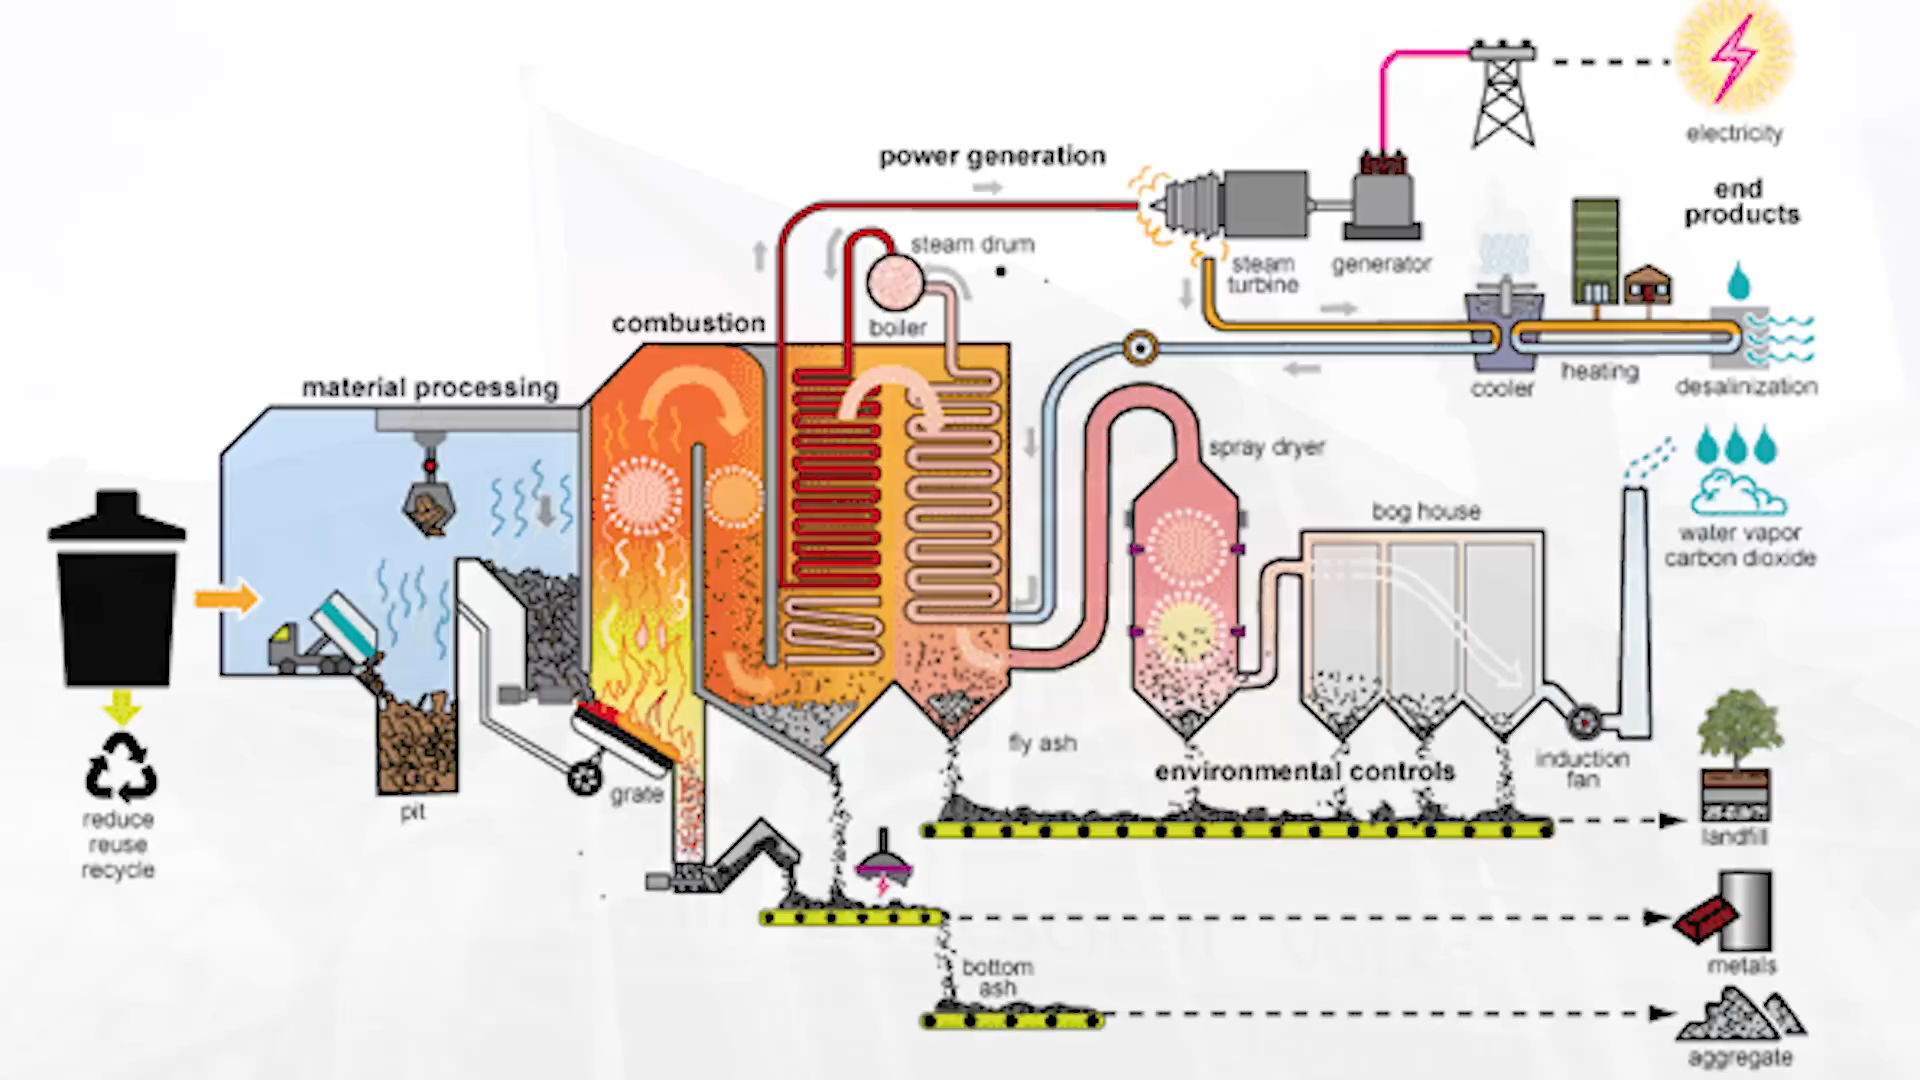 electricity
power generation
end
products
steam drum
steam
turbine
generator
boiler
combustion
cooler
heating
desalinization
material processing
spray dryer
bog house
water vapor
carbon dioxide
fly ash
environmental controls
induction
fan
grate
pit
reduce
reuse
recycle
landfill
metals
bottom
ash
aggregate